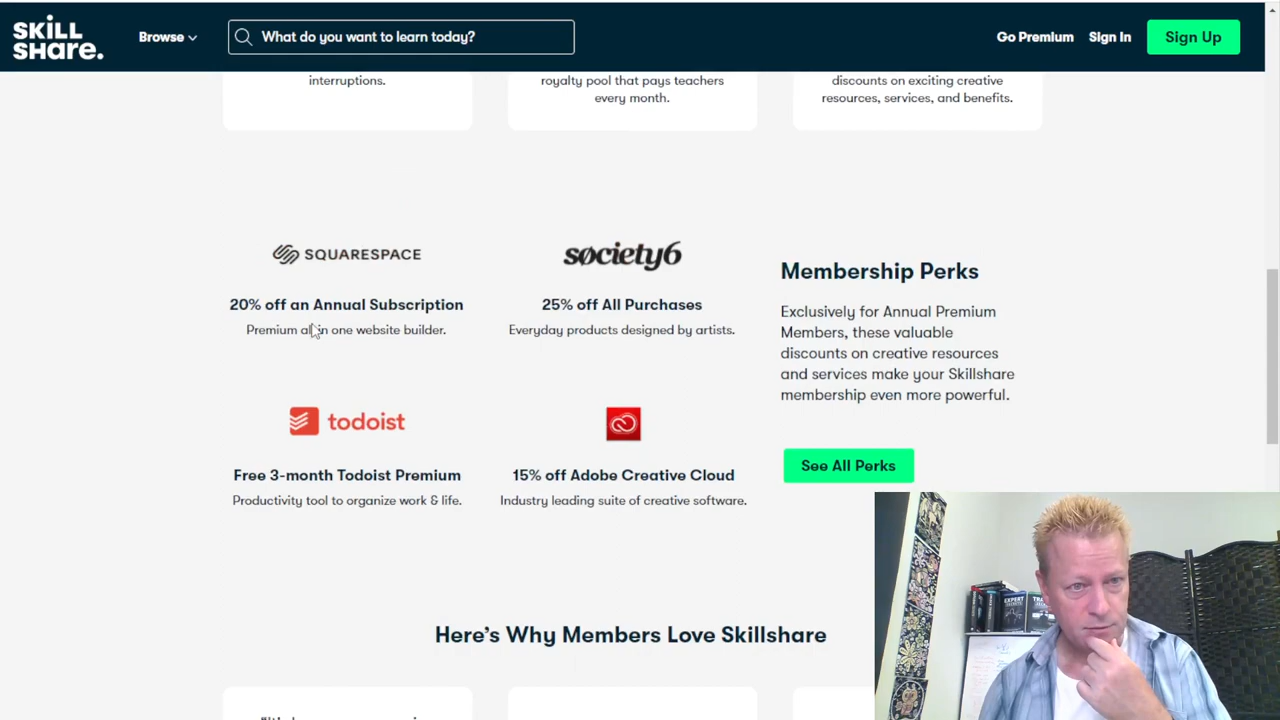 SKILL
SHare.
Browse
What do you want to learn today?
Go Premium
Sign In
Sign Up
interruptions.
royalty pool that pays teachers
every month.
discounts on exciting creative
resources, services, and benefits.
SQUARESPACE
20% off an Annual Subscription
Premium all in one website builder.
society6
25% off All Purchases
Everyday products designed by artists.
todoist
Free 3-month Todoist Premium
Productivity tool to organize work & life.
15% off Adobe Creative Cloud
Industry leading suite of creative software.
Membership Perks
Exclusively for Annual Premium
Members, these valuable
discounts on creative resources
and services make your Skillshare
membership even more powerful.
See All Perks
EXPERT
Here's Why Members Love Skillshare